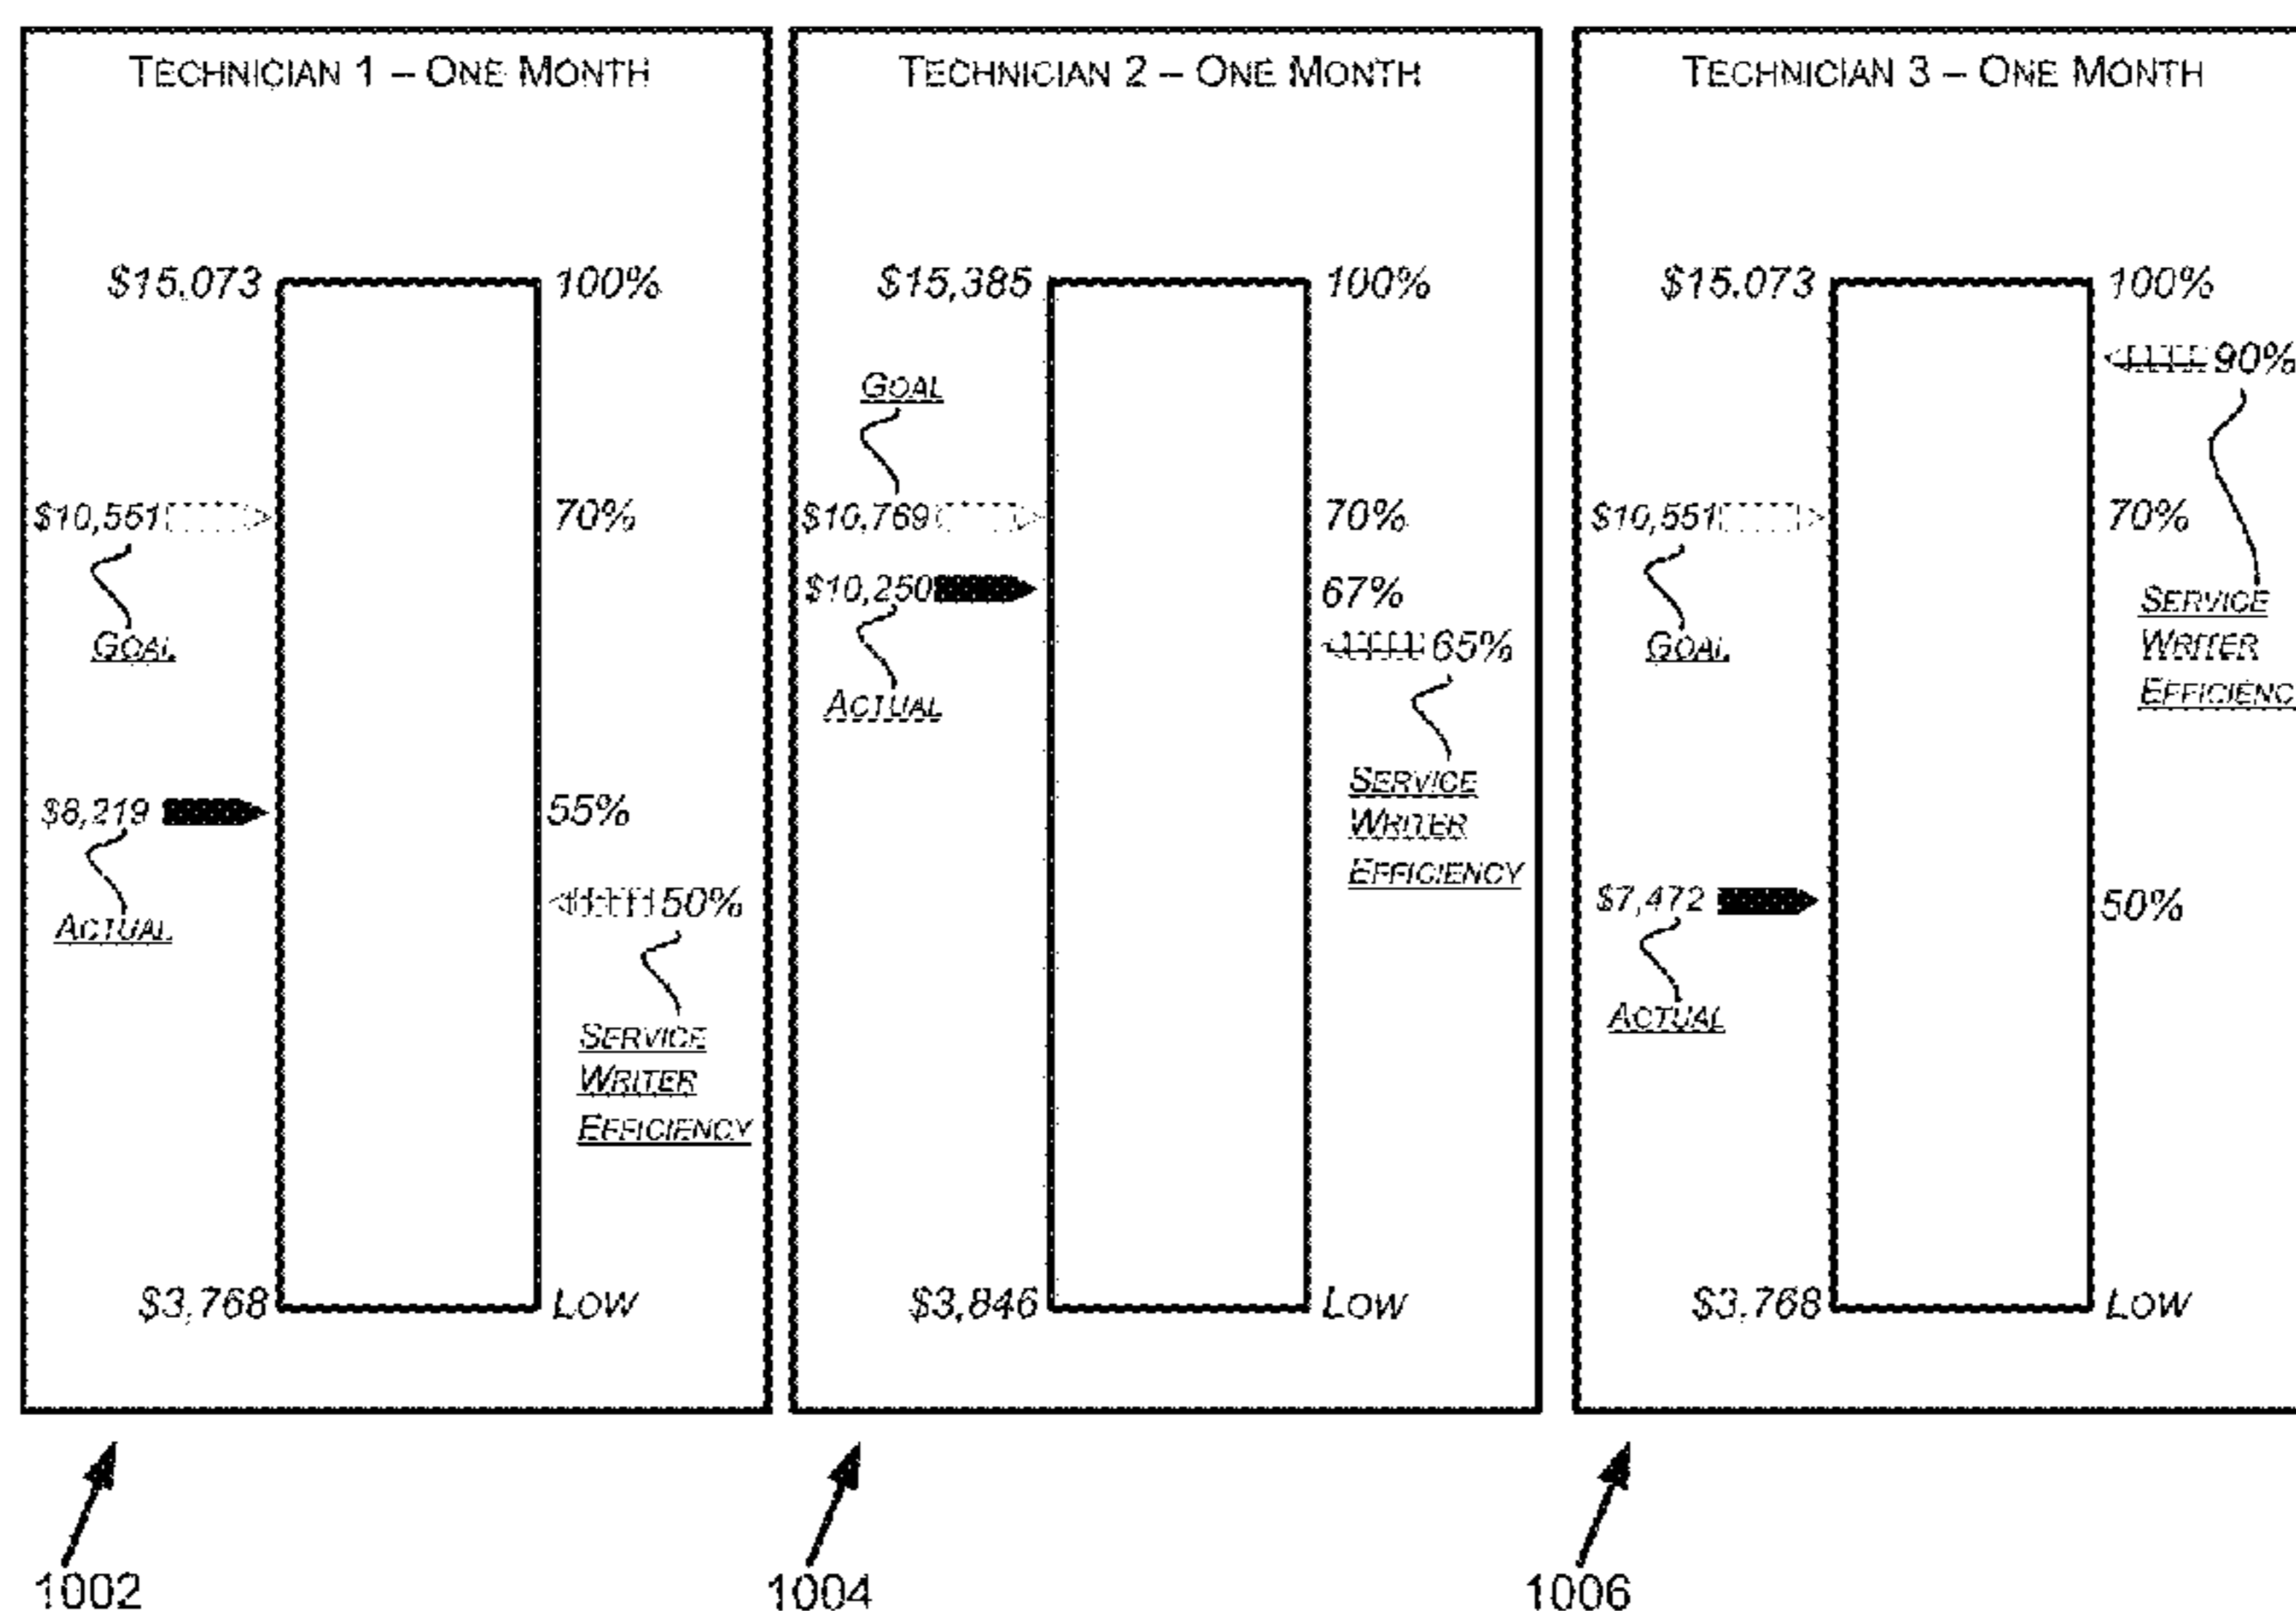 TECHNICIAN 1 – ONE MONTH
$15,073
100%
$10,551
70%
GOAL
$8,219
55%
ACTUAL
50%
SERVICE
WRITER
EFFICIENCY
$3,768
LOW
1002
TECHNICIAN 2 – ONE MONTH
$15,385
100%
GOAL
$10,769
70%
$10,250
67%
65%
ACTUAL
SERVICE
WRITER
EFFICIENCY
$3,846
LOW
1004
TECHNICIAN 3 – ONE MONTH
$15,073
100%
90%
$10,551
70%
SERVICE
WRITER
EFFICIENC
GOAL
$7,472
50%
ACTUAL
$3,768
LOW
1006